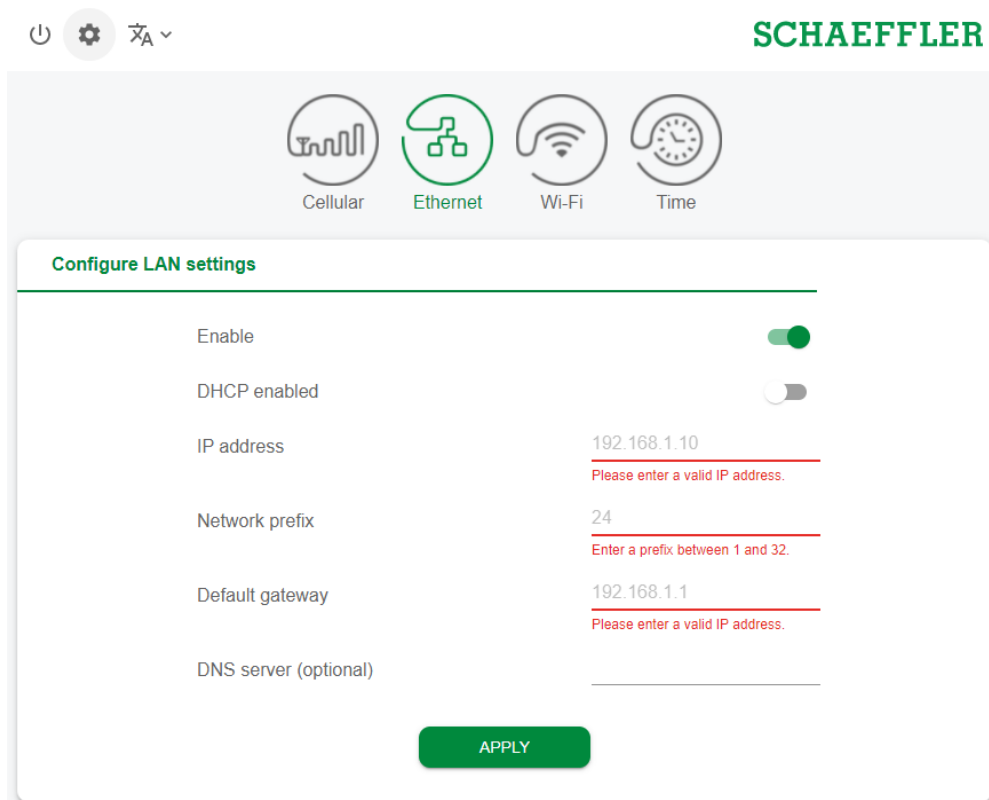 SCHAEFFLER
Cellular Ethernet Wi-Fi Time
Configure LAN settings
Enable
DHCP enabled
IP address 192.168.1.10
Please enter a valid IP address.
Network prefix 24
Enter a prefix between 1 and 32.
Default gateway 192.168.1.1
Please enter a valid IP address.
DNS server (optional)
APPLY